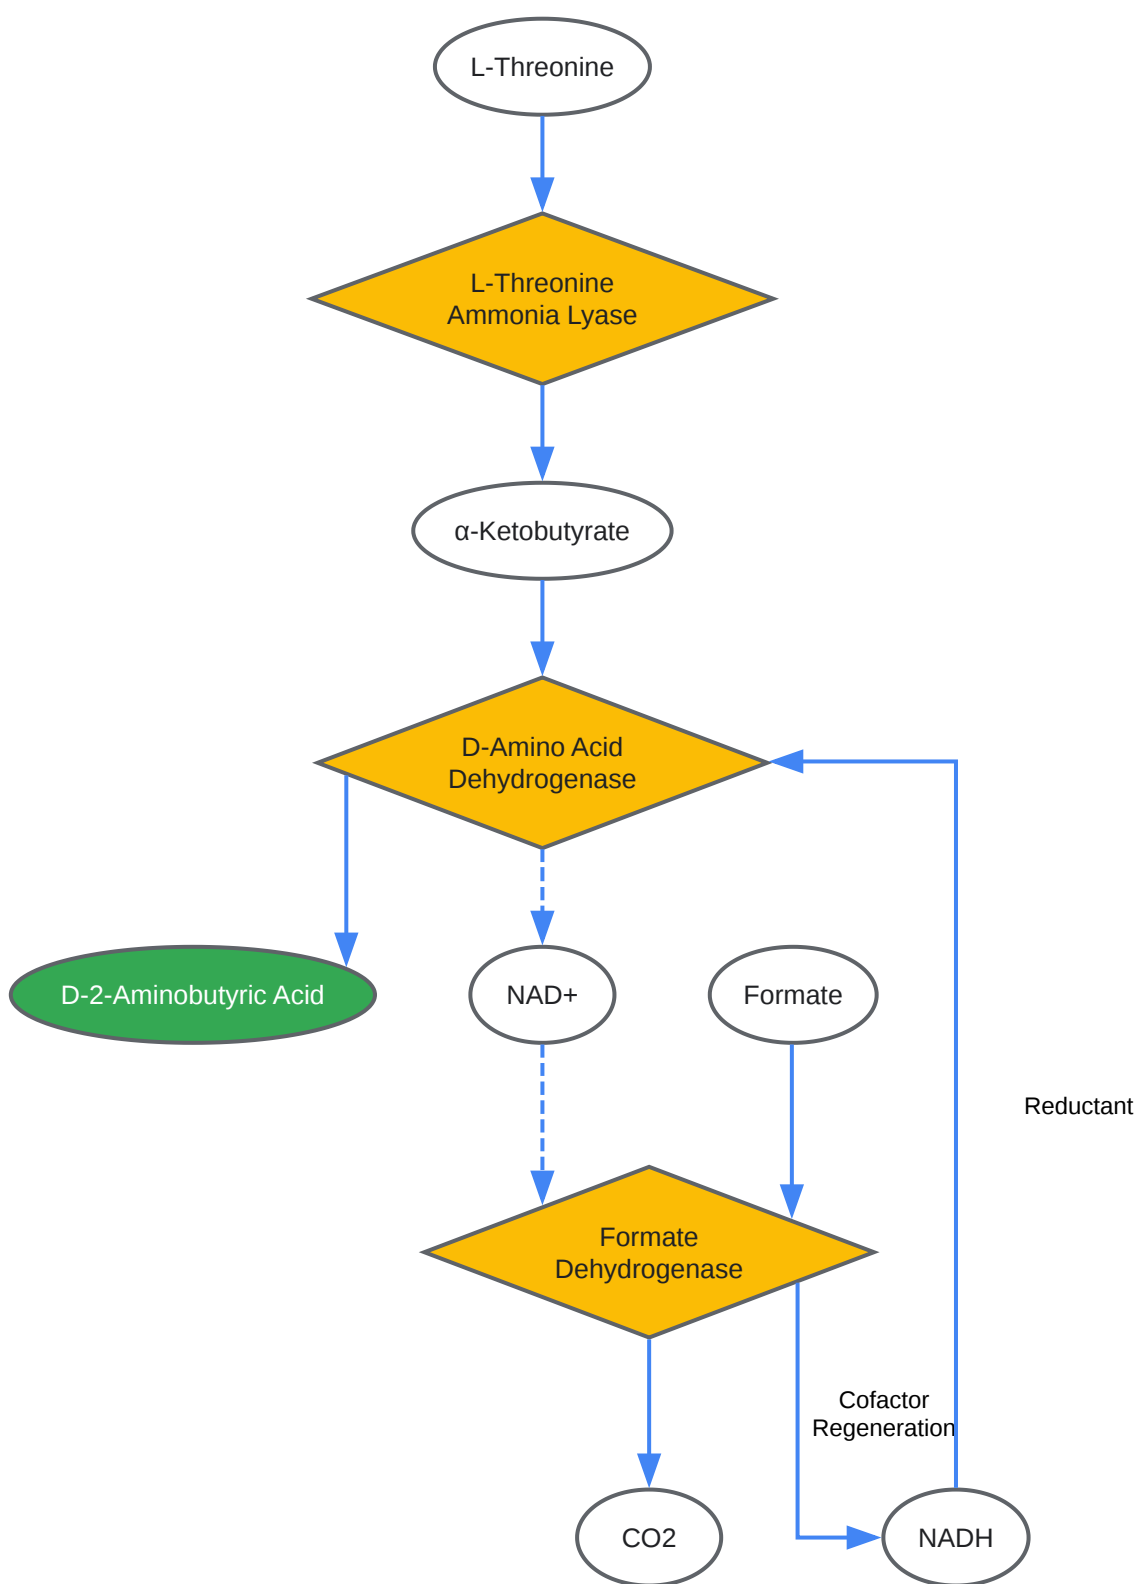 L-Threonine
L-Threonine
Ammonia Lyase
α-Ketobutyrate
D-Amino Acid
Dehydrogenase
D-2-Aminobutyric Acid
NAD+
Formate
Reductant
Formate
Dehydrogenase
Cofactor
Regeneration
CO2
NADH